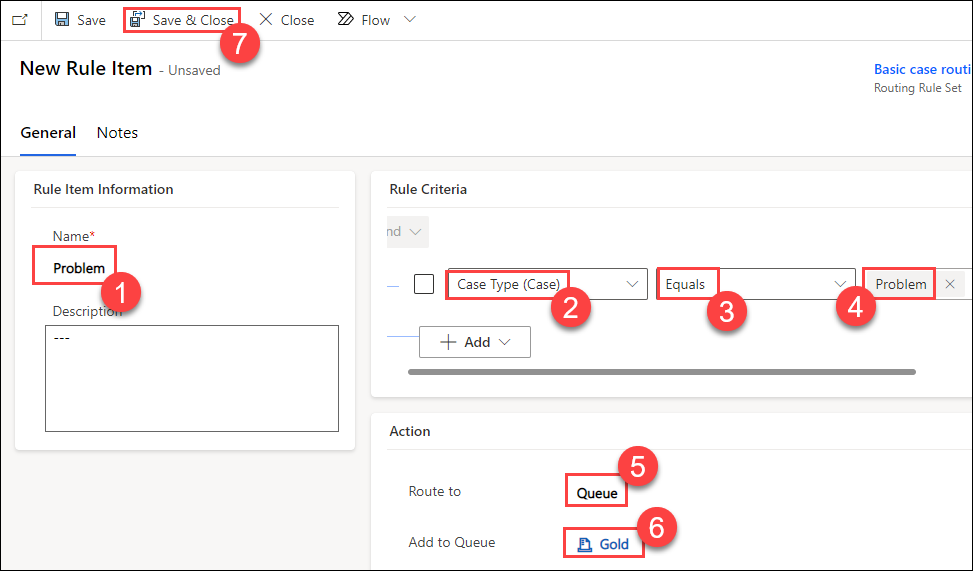 Save Save & Close Close Flow
7
New Rule Item - Unsaved
Basic case routi
Routing Rule Set
General Notes
Rule Item Information
Name*
Problem
1
Description
---
Rule Criteria
nd
Case Type (Case) Equals Problem
2 3 4
Add
Action
5
Route to Queue
6
Add to Queue Gold